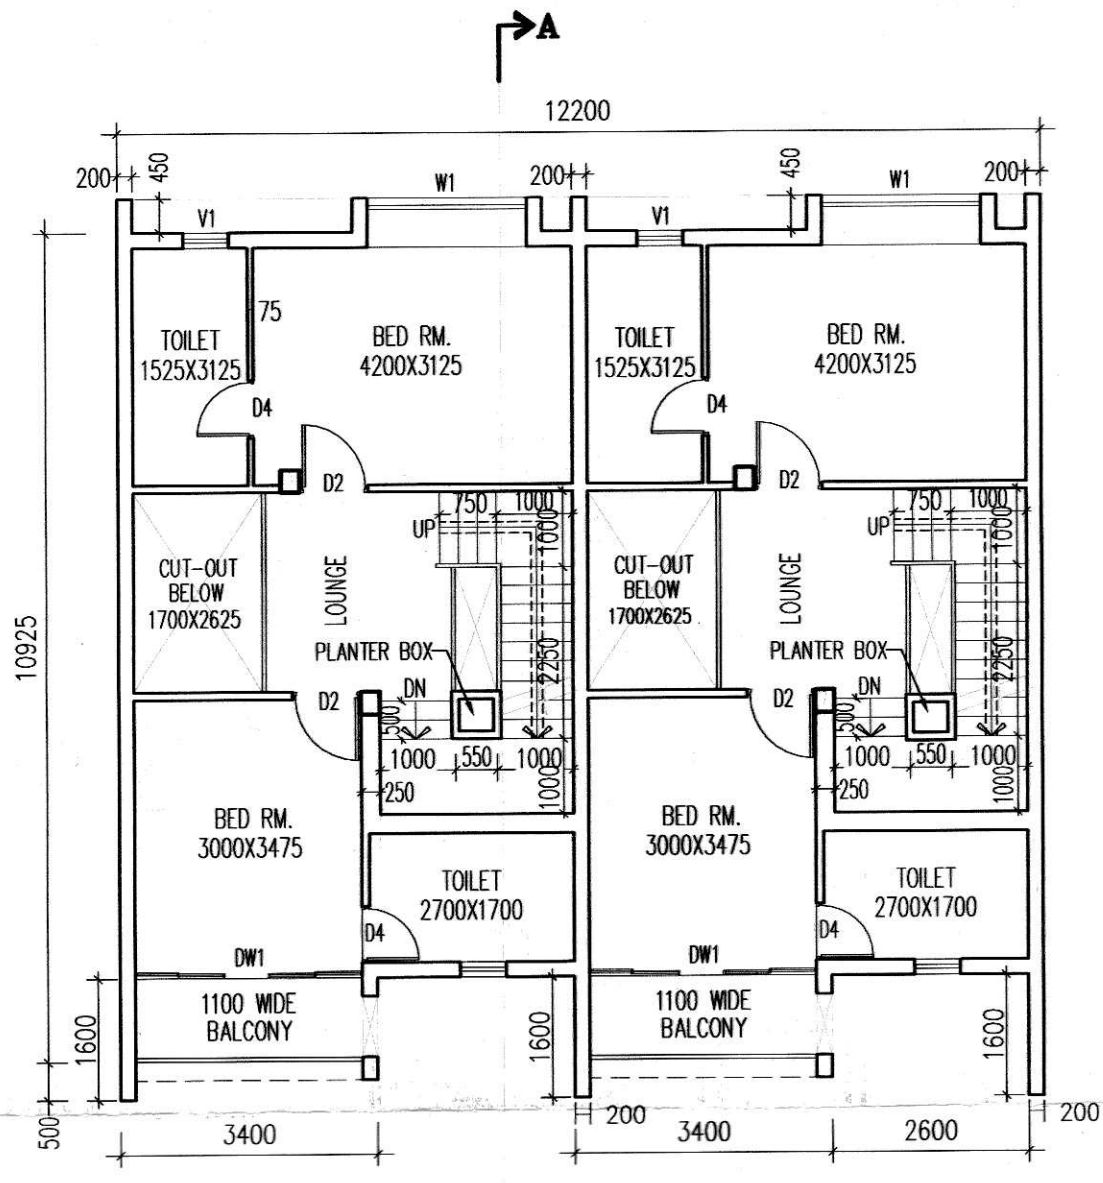 A
12200
200
450
W1
200
450
W1
200
V1
V1
75
TOILET
1525X3125
BED RM.
4200X3125
TOILET
1525X3125
BED RM.
4200X3125
D4
D4
D2
D2
750
1000
750
1000
UP
1000
UP
1000
CUT-OUT
BELOW
1700X2625
LOUNGE
CUT-OUT
BELOW
1700X2625
LOUNGE
10925
PLANTER BOX
2250
PLANTER BOX
2250
D2
DN
D2
DN
500
500
1000
550
1000
1000
550
1000
250
1000
250
1000
BED RM.
3000X3475
BED RM.
3000X3475
TOILET
2700X1700
TOILET
2700X1700
D4
D4
DW1
DW1
1100 WIDE
BALCONY
1100 WIDE
BALCONY
1600
1600
1600
500
200
200
3400
3400
2600